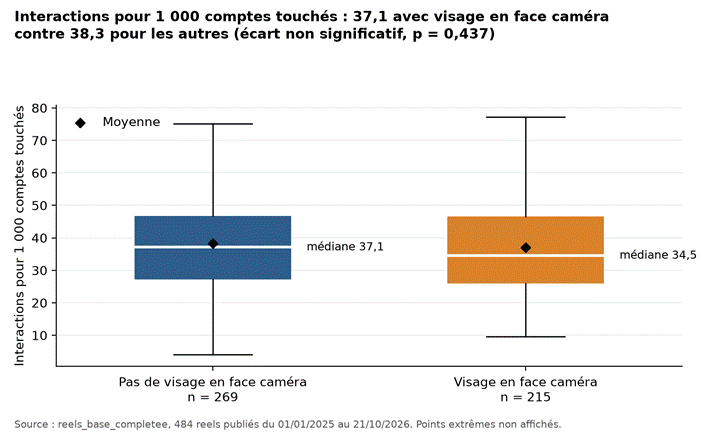 Interactions pour 1 000 comptes touchés : 37,1 avec visage en face caméra
contre 38,3 pour les autres (écart non significatif, p = 0,437)
Interactions pour 1 000 comptes touchés
80
70
60
50
40
30
20
10
Moyenne
médiane 37,1
médiane 34,5
Pas de visage en face caméra
n = 269
Visage en face caméra
n = 215
Source : reels_base_completee, 484 reels publiés du 01/01/2025 au 21/10/2026. Points extrêmes non affichés.